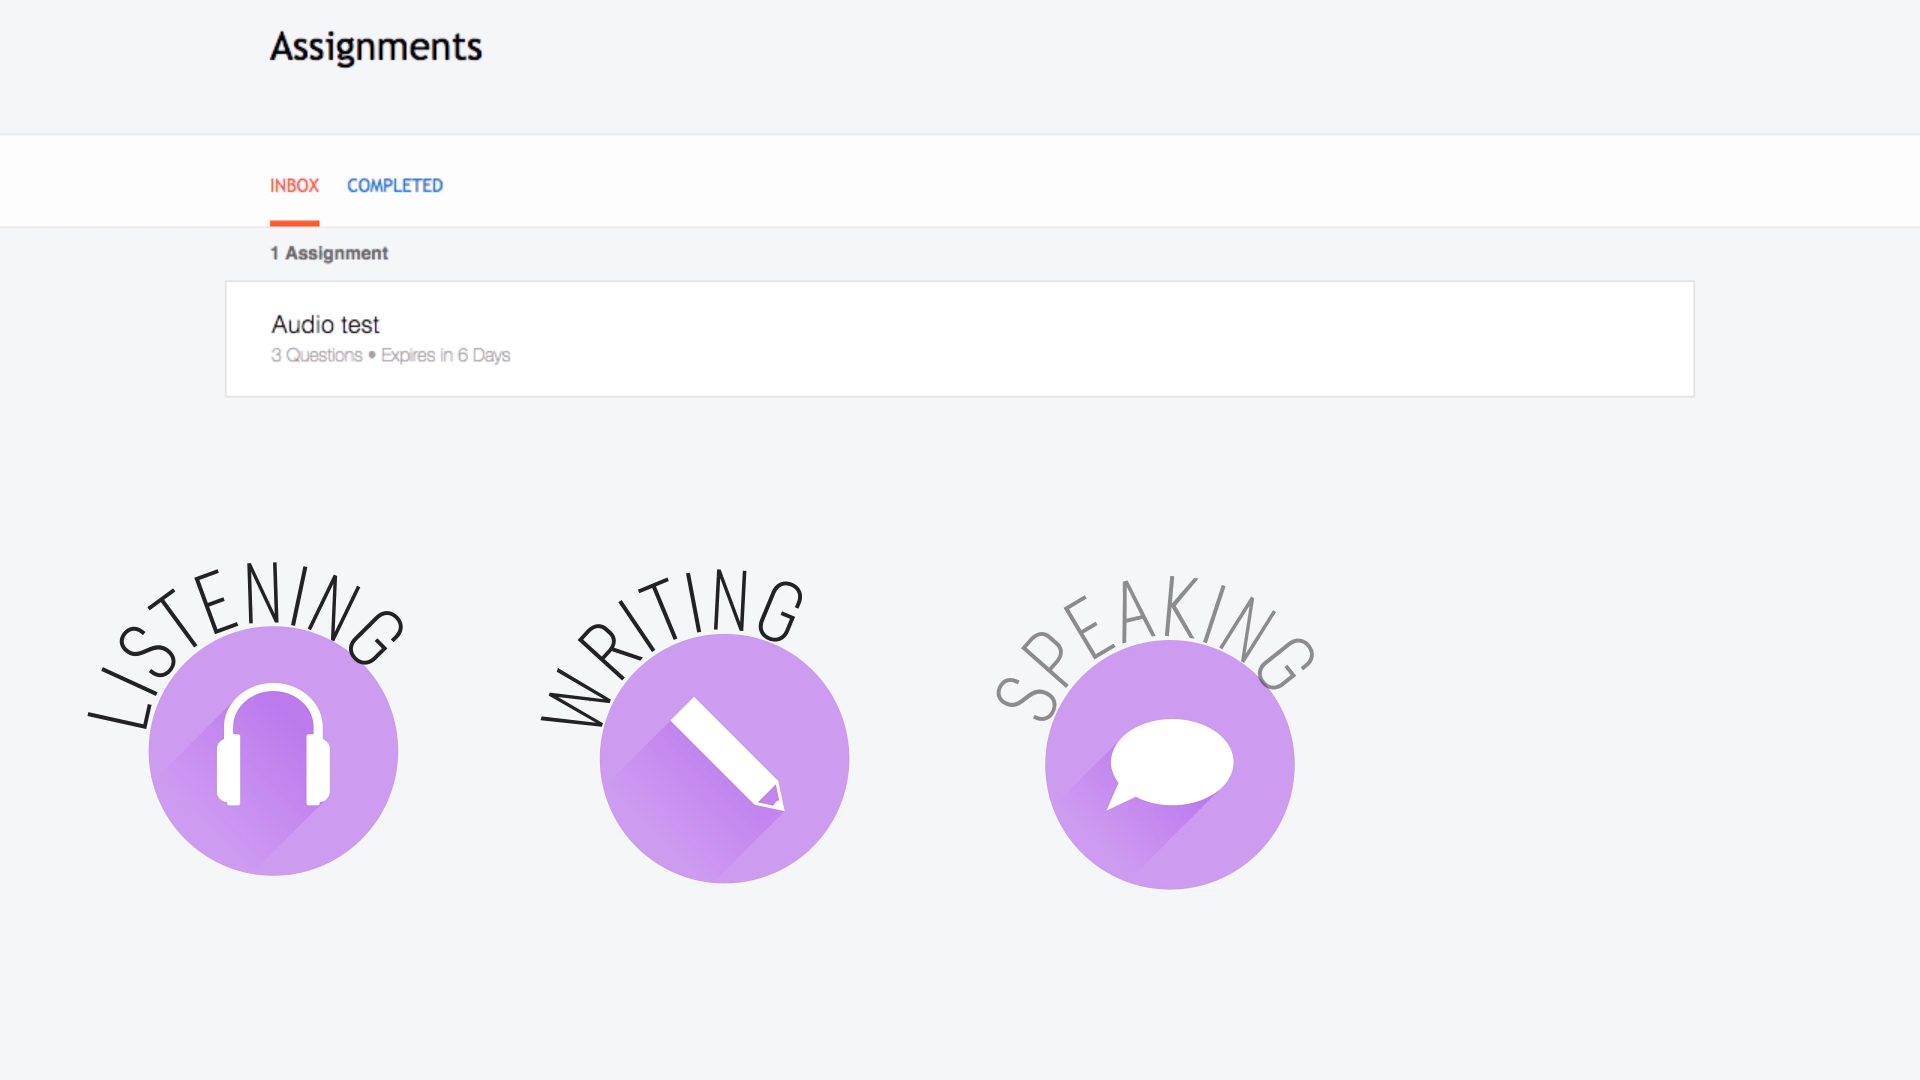 Assignments
INBOX COMPLETED
1 Assignment
Audio test
3 Questions • Expires in 6 Days
LISTENING WRITING SPEAKING